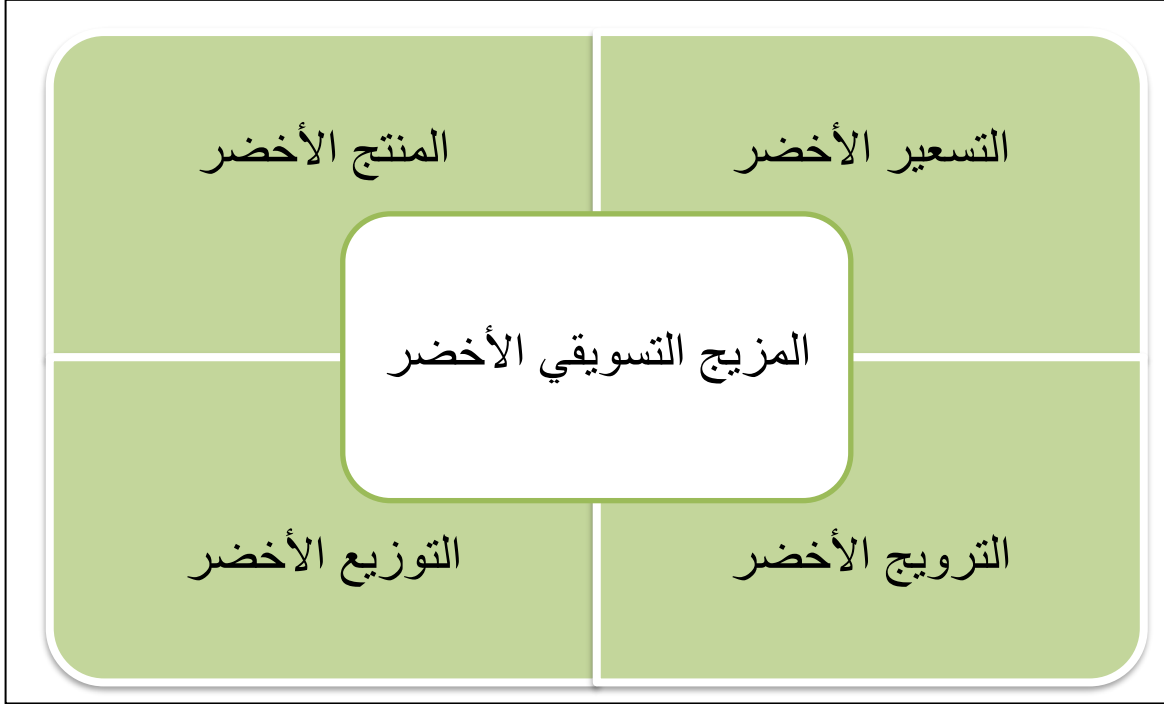 التسعير الأخضر
المنتج الأخضر
المزيج التسويقي الأخضر
الترويج الأخضر
التوزيع الأخضر